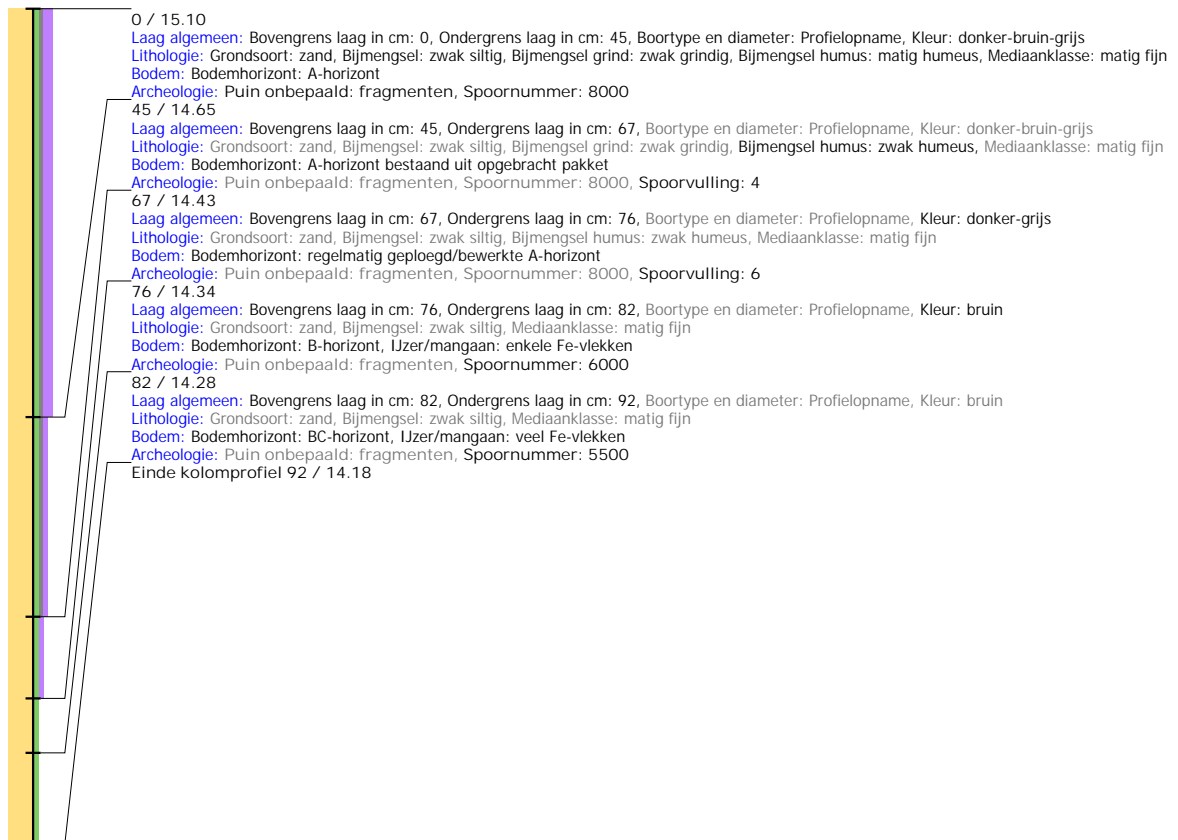 0 / 15.10
Laag algemeen: Bovengrens laag in cm: 0, Ondergrens laag in cm: 45, Boortype en diameter: Profielopname, Kleur: donker-bruin-grijs
Lithologie: Grondsoort: zand, Bijmengsel: zwak siltig, Bijmengsel grind: zwak grindig, Bijmengsel humus: matig humeus, Mediaanklasse: matig fijn
Bodem: Bodemhorizont: A-horizont
Archeologie: Puin onbepaald: fragmenten, Spoornummer: 8000
45 / 14.65
Laag algemeen: Bovengrens laag in cm: 45, Ondergrens laag in cm: 67, Boortype en diameter: Profielopname, Kleur: donker-bruin-grijs
Lithologie: Grondsoort: zand, Bijmengsel: zwak siltig, Bijmengsel grind: zwak grindig, Bijmengsel humus: zwak humeus, Mediaanklasse: matig fijn
Bodem: Bodemhorizont: A-horizont bestaand uit opgebracht pakket
Archeologie: Puin onbepaald: fragmenten, Spoornummer: 8000, Spoorvulling: 4
67 / 14.43
Laag algemeen: Bovengrens laag in cm: 67, Ondergrens laag in cm: 76, Boortype en diameter: Profielopname, Kleur: donker-grijs
Lithologie: Grondsoort: zand, Bijmengsel: zwak siltig, Bijmengsel humus: zwak humeus, Mediaanklasse: matig fijn
Bodem: Bodemhorizont: regelmatig geploegd/bewerkte A-horizont
Archeologie: Puin onbepaald: fragmenten, Spoornummer: 8000, Spoorvulling: 6
76 / 14.34
Laag algemeen: Bovengrens laag in cm: 76, Ondergrens laag in cm: 82, Boortype en diameter: Profielopname, Kleur: bruin
Lithologie: Grondsoort: zand, Bijmengsel: zwak siltig, Mediaanklasse: matig fijn
Bodem: Bodemhorizont: B-horizont, IJzer/mangaan: enkele Fe-vlekken
Archeologie: Puin onbepaald: fragmenten, Spoornummer: 6000
82 / 14.28
Laag algemeen: Bovengrens laag in cm: 82, Ondergrens laag in cm: 92, Boortype en diameter: Profielopname, Kleur: bruin
Lithologie: Grondsoort: zand, Bijmengsel: zwak siltig, Mediaanklasse: matig fijn
Bodem: Bodemhorizont: BC-horizont, IJzer/mangaan: veel Fe-vlekken
Archeologie: Puin onbepaald: fragmenten, Spoornummer: 5500
Einde kolomprofiel 92 / 14.18